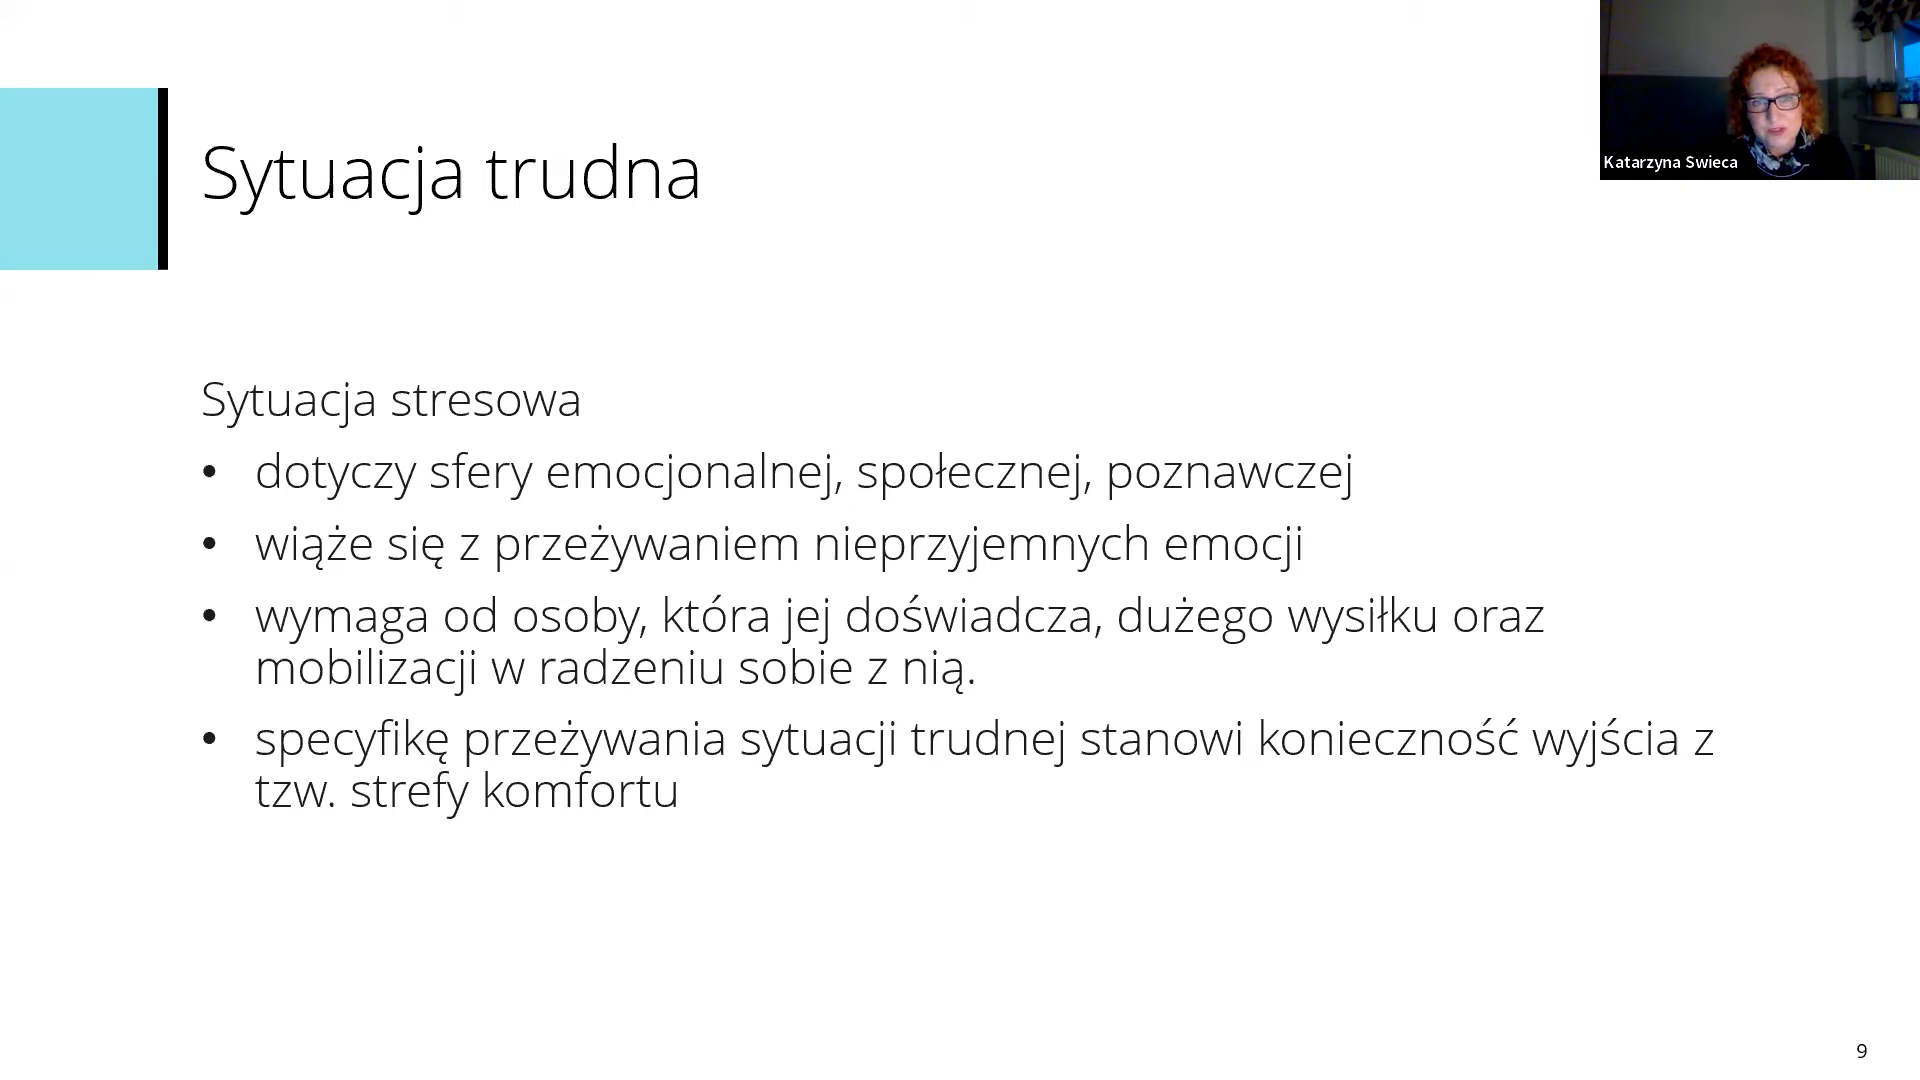 Katarzyna Swieca
Sytuacja trudna
Sytuacja stresowa
• dotyczy sfery emocjonalnej, społecznej, poznawczej
• wiąże się z przeżywaniem nieprzyjemnych emocji
• wymaga od osoby, która jej doświadcza, dużego wysiłku oraz
mobilizacji w radzeniu sobie z nią.
• specyfikę przeżywania sytuacji trudnej stanowi konieczność wyjścia z
tzw. strefy komfortu
9